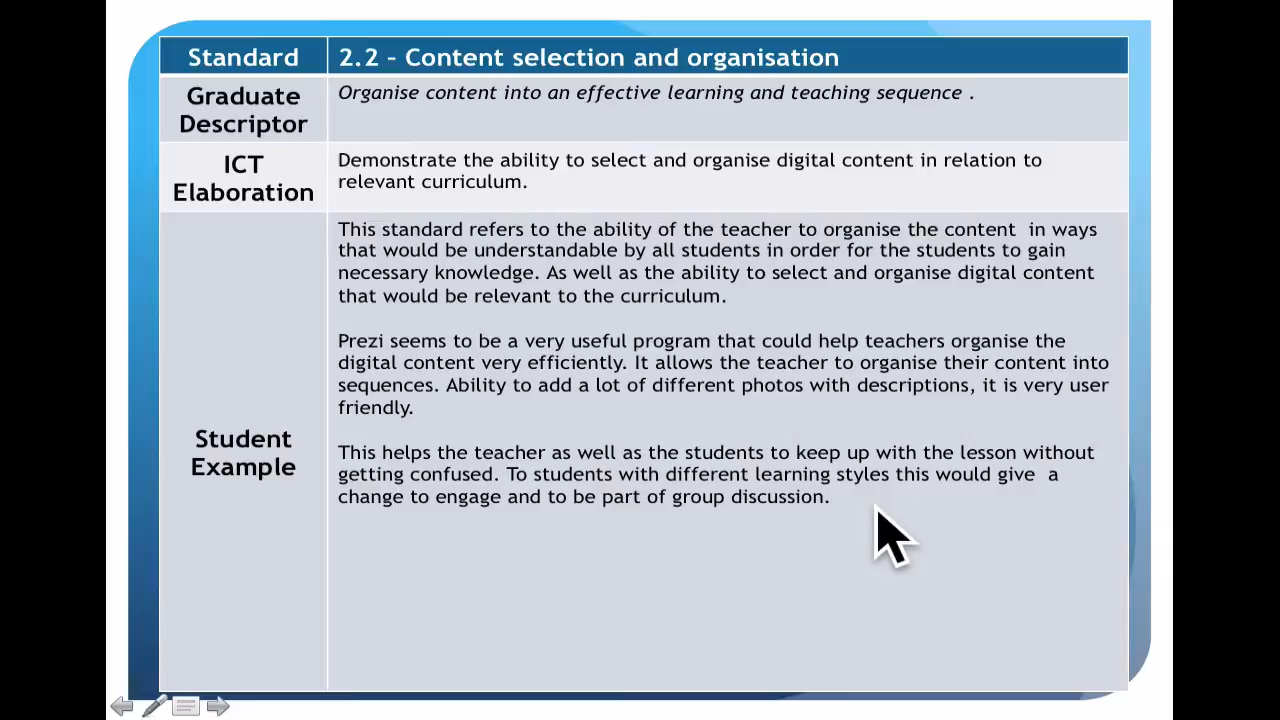 Standard
2.2 – Content selection and organisation
Graduate
Descriptor
Organise content into an effective learning and teaching sequence .
ICT
Elaboration
Demonstrate the ability to select and organise digital content in relation to
relevant curriculum.
Student
Example
This standard refers to the ability of the teacher to organise the content  in ways
that would be understandable by all students in order for the students to gain
necessary knowledge. As well as the ability to select and organise digital content
that would be relevant to the curriculum.
Prezi seems to be a very useful program that could help teachers organise the
digital content very efficiently. It allows the teacher to organise their content into
sequences. Ability to add a lot of different photos with descriptions, it is very user
friendly.
This helps the teacher as well as the students to keep up with the lesson without
getting confused. To students with different learning styles this would give  a
change to engage and to be part of group discussion.